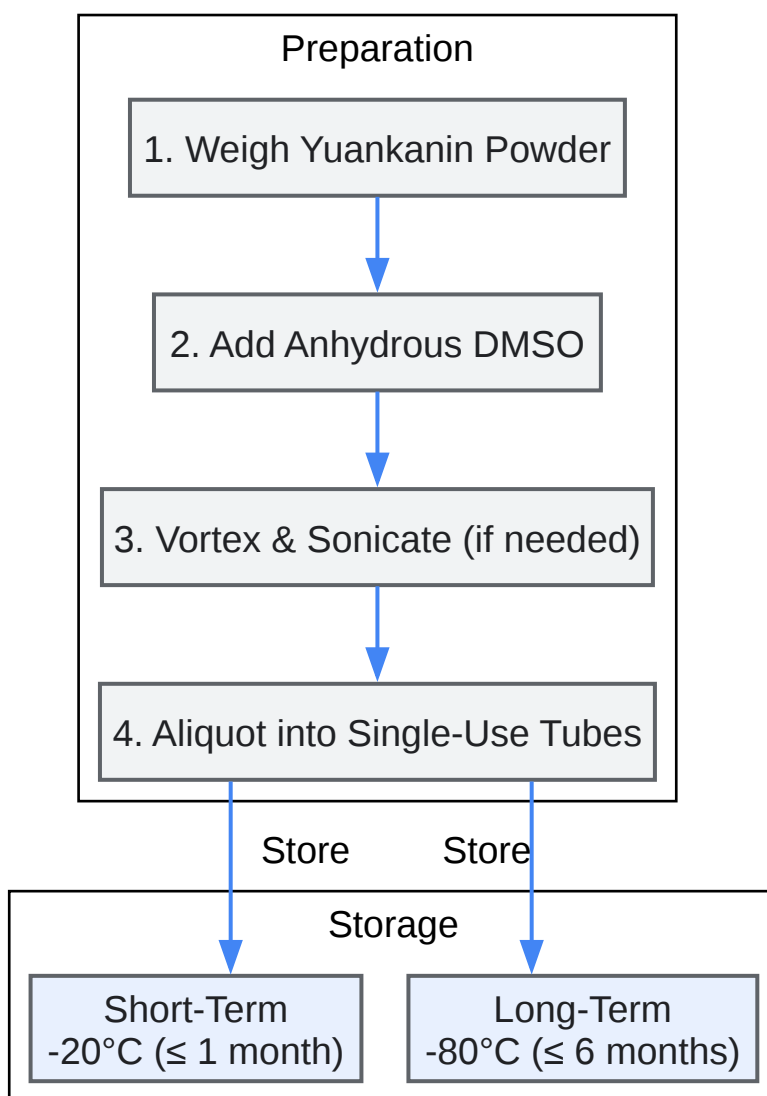 Preparation
1. Weigh Yuankanin Powder
2. Add Anhydrous DMSO
3. Vortex & Sonicate (if needed)
4. Aliquot into Single-Use Tubes
Store
Store
Storage
Short-Term
-20°C (≤ 1 month)
Long-Term
-80°C (≤ 6 months)